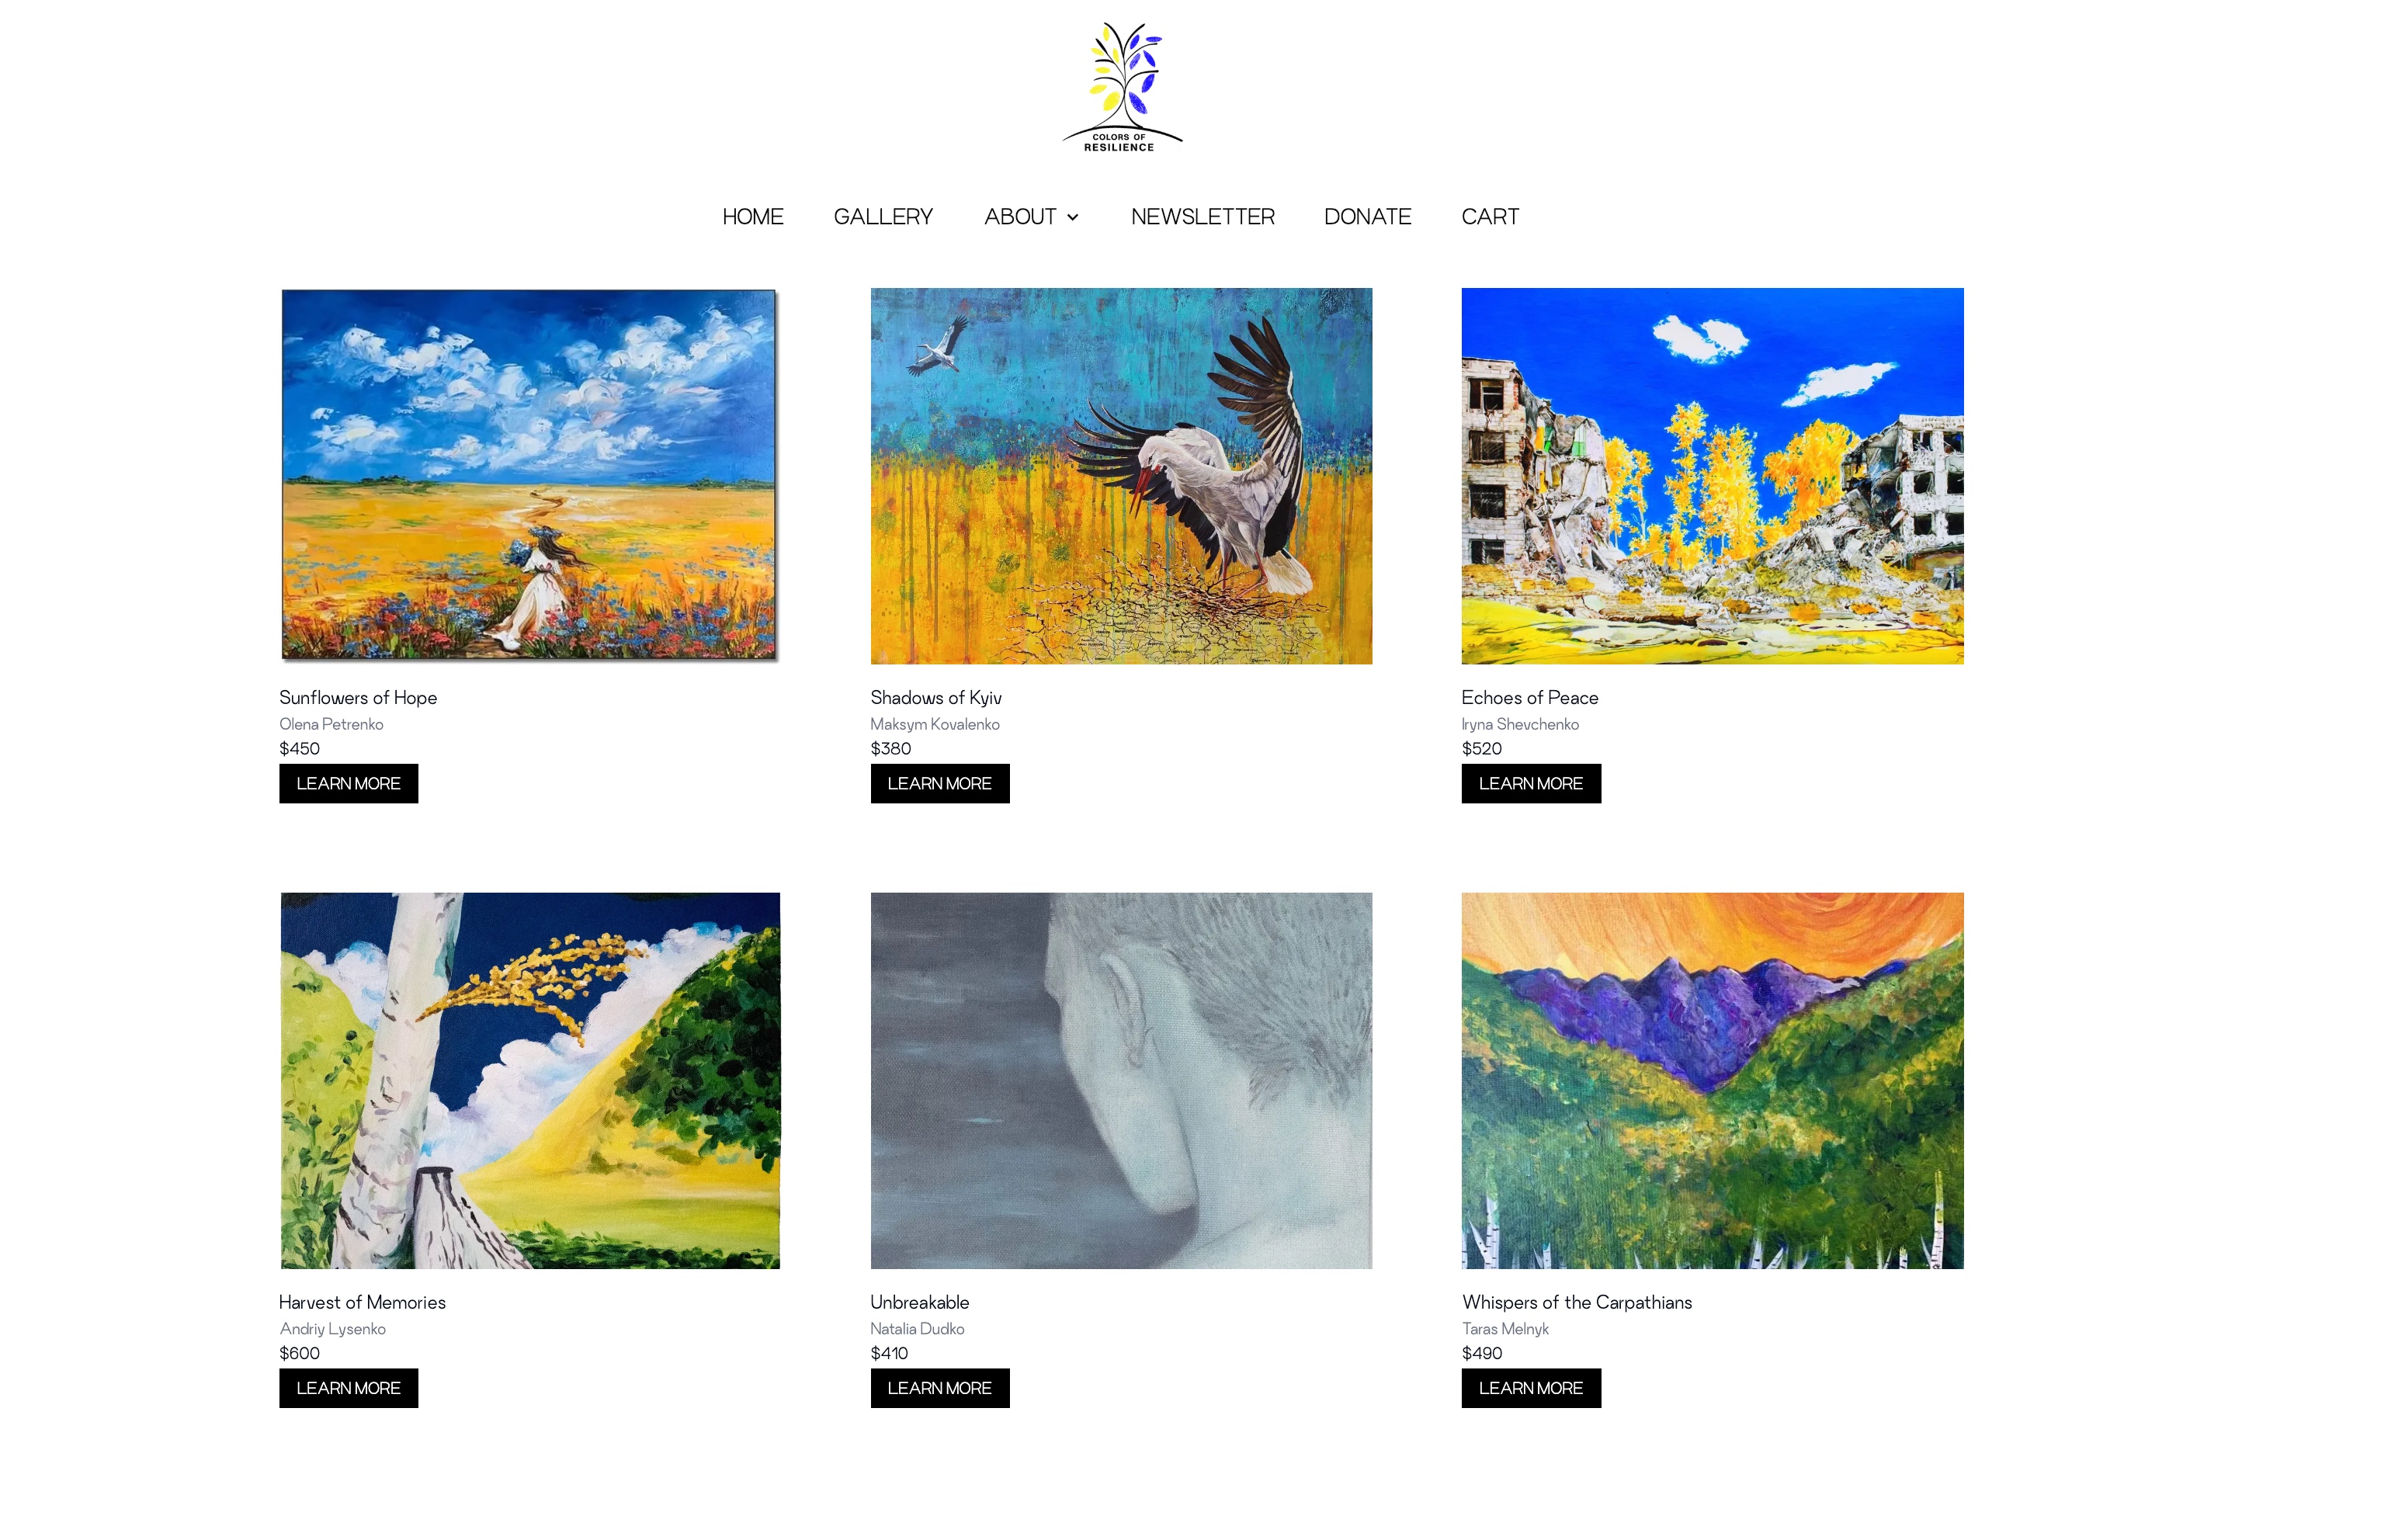 COLORS OF
RESILIENCE
HOME GALLERY ABOUT NEWSLETTER DONATE CART
Sunflowers of Hope
Olena Petrenko
$450
LEARN MORE
Shadows of Kyiv
Maksym Kovalenko
$380
LEARN MORE
Echoes of Peace
Iryna Shevchenko
$520
LEARN MORE
Harvest of Memories
Andriy Lysenko
$600
LEARN MORE
Unbreakable
Natalia Dudko
$410
LEARN MORE
Whispers of the Carpathians
Taras Melnyk
$490
LEARN MORE